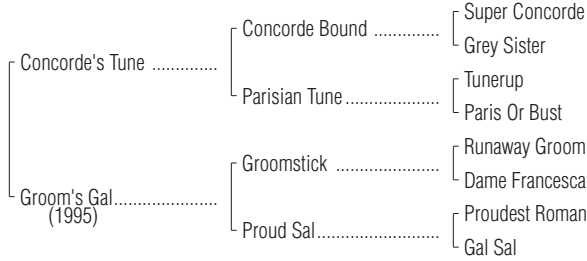 Super Concorde
Concorde Bound ...............
Grey Sister
Concorde's Tune ...............
Tunerup
Parisian Tune.....................
Paris Or Bust
Runaway Groom
Groomstick .......................
Dame Francesca
Groom's Gal........................
(1995)
Proudest Roman
Proud Sal...........................
Gal Sal